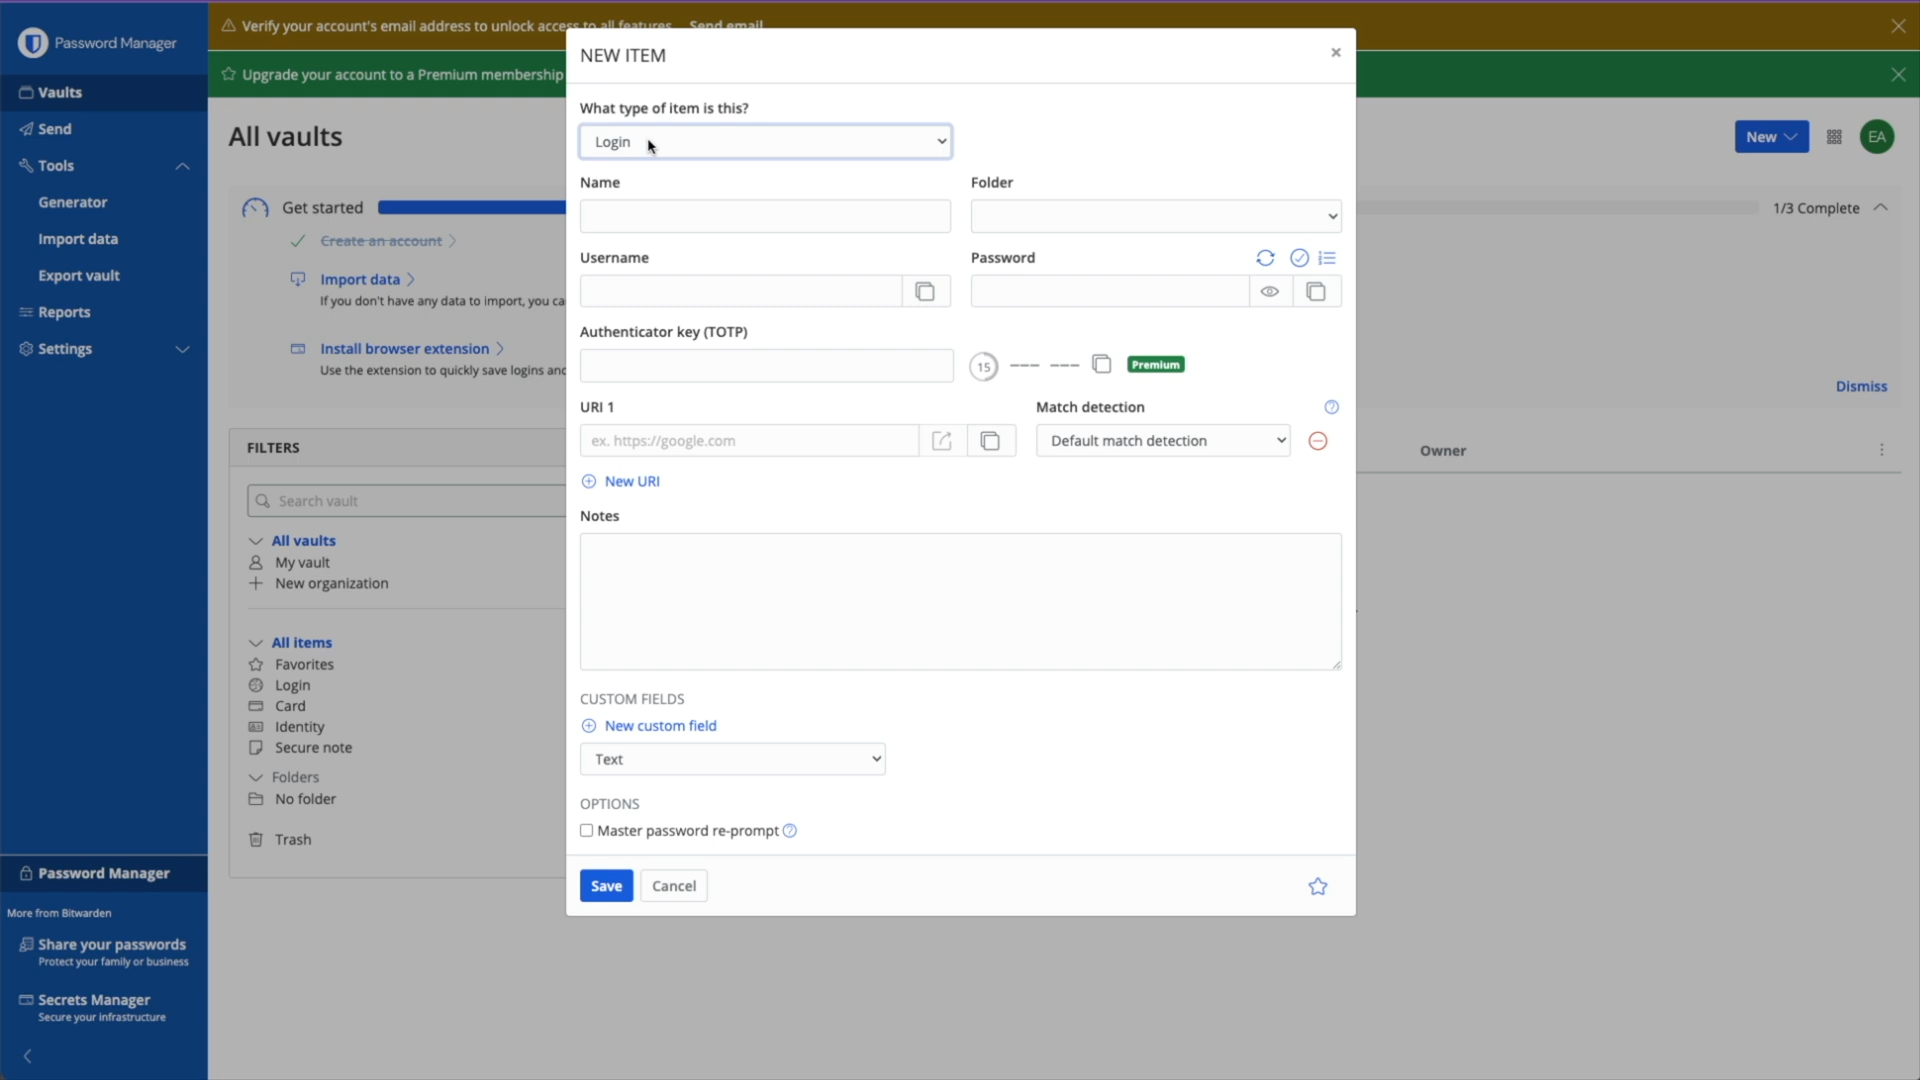 Password Manager
Vaults
Send
Tools
Generator
Import data
Export vault
Reports
Settings
Password Manager
More from Bitwarden
Share your passwords
Protect your family or business
Secrets Manager
Secure your infrastructure
Verify your account's email address to unlock access to all features. Send email
Upgrade your account to a Premium membership
All vaults
New
EA
Get started
1/3 Complete
Create an account
Import data
If you don't have any data to import, you
Install browser extension
Use the extension to quickly save logins
Dismiss
FILTERS
Owner
Search vault
All vaults
My vault
New organization
All items
Favorites
Login
Card
Identity
Secure note
Folders
No folder
Trash
NEW ITEM
What type of item is this?
Login
Name Folder
Username Password
Authenticator key (TOTP)
15 Premium
URI 1 Match detection
ex. https://google.com Default match detection
New URI
Notes
CUSTOM FIELDS
New custom field
Text
OPTIONS
Master password re-prompt
Save Cancel